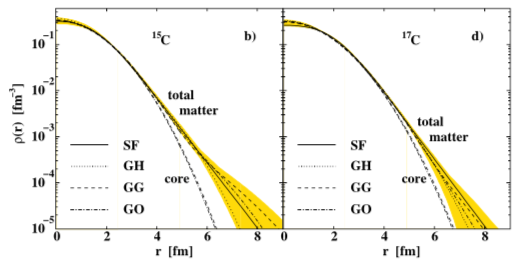 ¹⁵C b)
¹⁷C d)
10⁻¹
10⁻²
10⁻³
10⁻⁴
10⁻⁵
ρ(r) [fm⁻³]
total
matter
core
SF
GH
GG
GO
total
matter
core
SF
GH
GG
GO
0 2 4 6 8 0 2 4 6 8
r [fm]
r [fm]